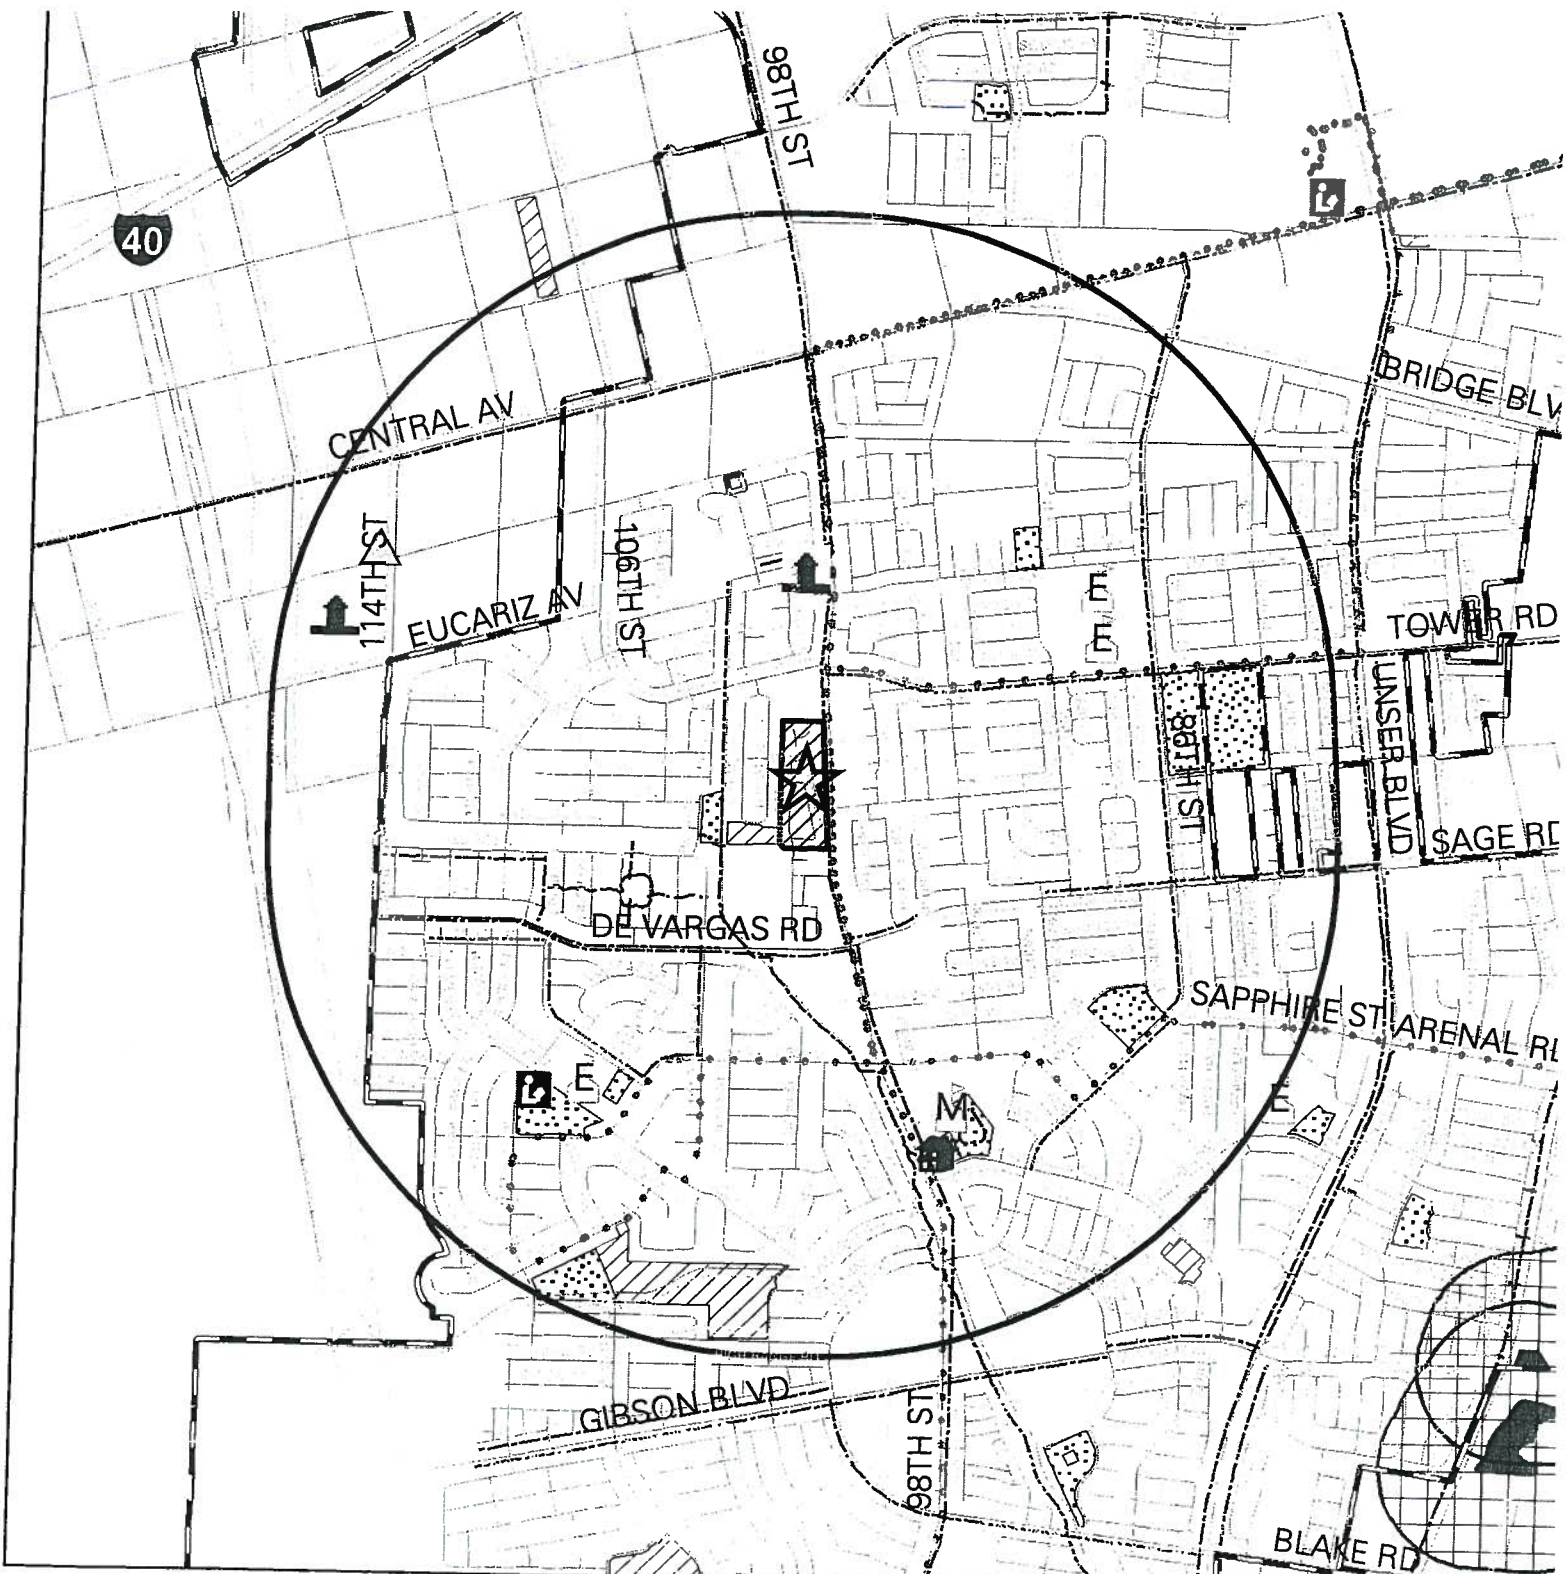 98TH ST
40
BRIDGE BLV
CENTRAL AV
114TH ST
106TH ST
EUCARIZ AV
E
E
TOWER RD
UNSER BLVD
86TH ST
SAGE RD
DE VARGAS RD
SAPPHIRE ST
ARENAL RD
E
M
E
GIBSON BLVD
98TH ST
BLAKE RD